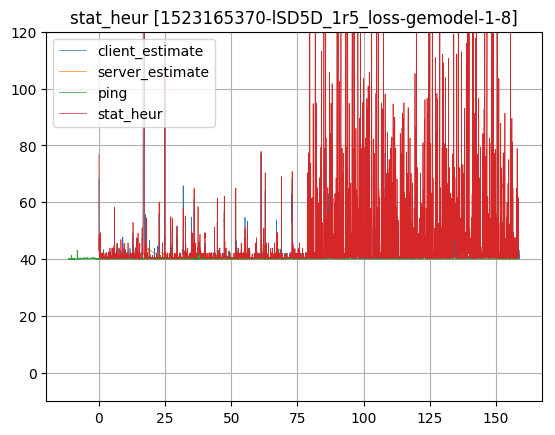 stat_heur [1523165370-lSD5D_1r5_loss-gemodel-1-8]
client_estimate
server_estimate
ping
stat_heur
120
100
80
60
40
20
0
0 25 50 75 100 125 150